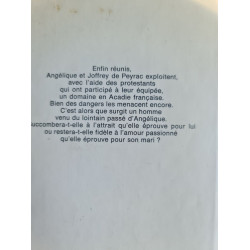 Enfin réunis,
Angélique et Joffrey de Peyrac exploitent,
avec l'aide des protestants
qui ont participé à leur équipée,
un domaine en Acadie française.
Bien des dangers les menacent encore.
C'est alors que surgit un homme
venu du lointain passé d'Angélique.
succombera-t-elle à l'attrait qu'elle éprouve pour lui
ou restera-t-elle fidèle à l'amour passionné
qu'elle éprouve pour son mari ?